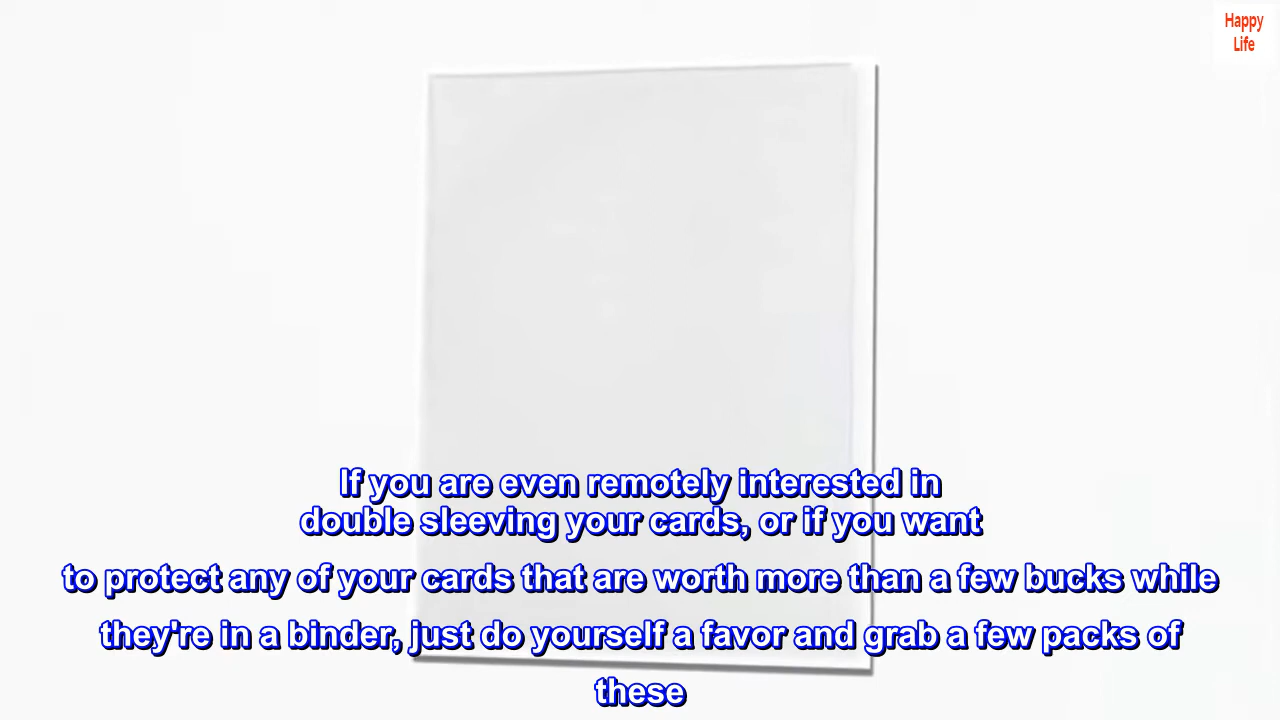 Happy
Life
If you are even remotely interested in
double sleeving your cards, or if you want
to protect any of your cards that are worth more than a few bucks while
they're in a binder, just do yourself a favor and grab a few packs of
these